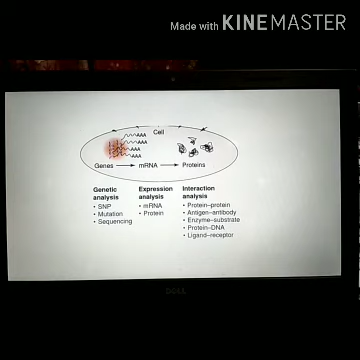 Made with KINEMASTER
Cell
AAA
AAA
AAA
AAA
Genes mRNA Proteins
Genetic analysis
• SNP
• Mutation
• Sequencing
Expression analysis
• mRNA
• Protein
Interaction analysis
• Protein–protein
• Antigen–antibody
• Enzyme–substrate
• Protein–DNA
• Ligand–receptor
DELL